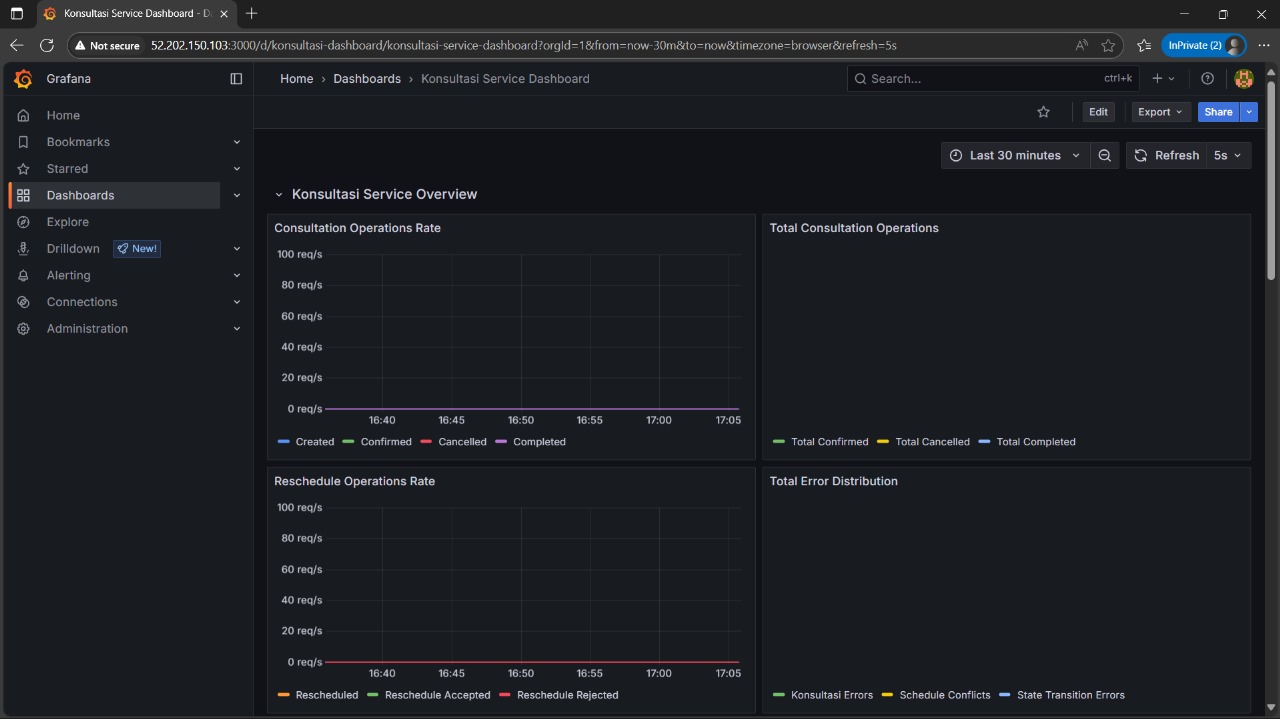 Konsultasi Service Dashboard - D
Not secure 52.202.150.103:3000/d/konsultasi-dashboard/konsultasi-service-dashboard?orgId=1&from=now-30m&to=now&timezone=browser&refresh=5s InPrivate (2)
Grafana
Home › Dashboards › Konsultasi Service Dashboard
Search... ctrl+k
Edit Export Share
Home
Bookmarks
Starred
Dashboards
Explore
Drilldown New!
Alerting
Connections
Administration
Last 30 minutes Refresh 5s
Konsultasi Service Overview
Consultation Operations Rate
100 req/s
80 req/s
60 req/s
40 req/s
20 req/s
0 req/s
16:40 16:45 16:50 16:55 17:00 17:05
Created Confirmed Cancelled Completed
Total Consultation Operations
Total Confirmed Total Cancelled Total Completed
Reschedule Operations Rate
100 req/s
80 req/s
60 req/s
40 req/s
20 req/s
0 req/s
16:40 16:45 16:50 16:55 17:00 17:05
Rescheduled Reschedule Accepted Reschedule Rejected
Total Error Distribution
Konsultasi Errors Schedule Conflicts State Transition Errors